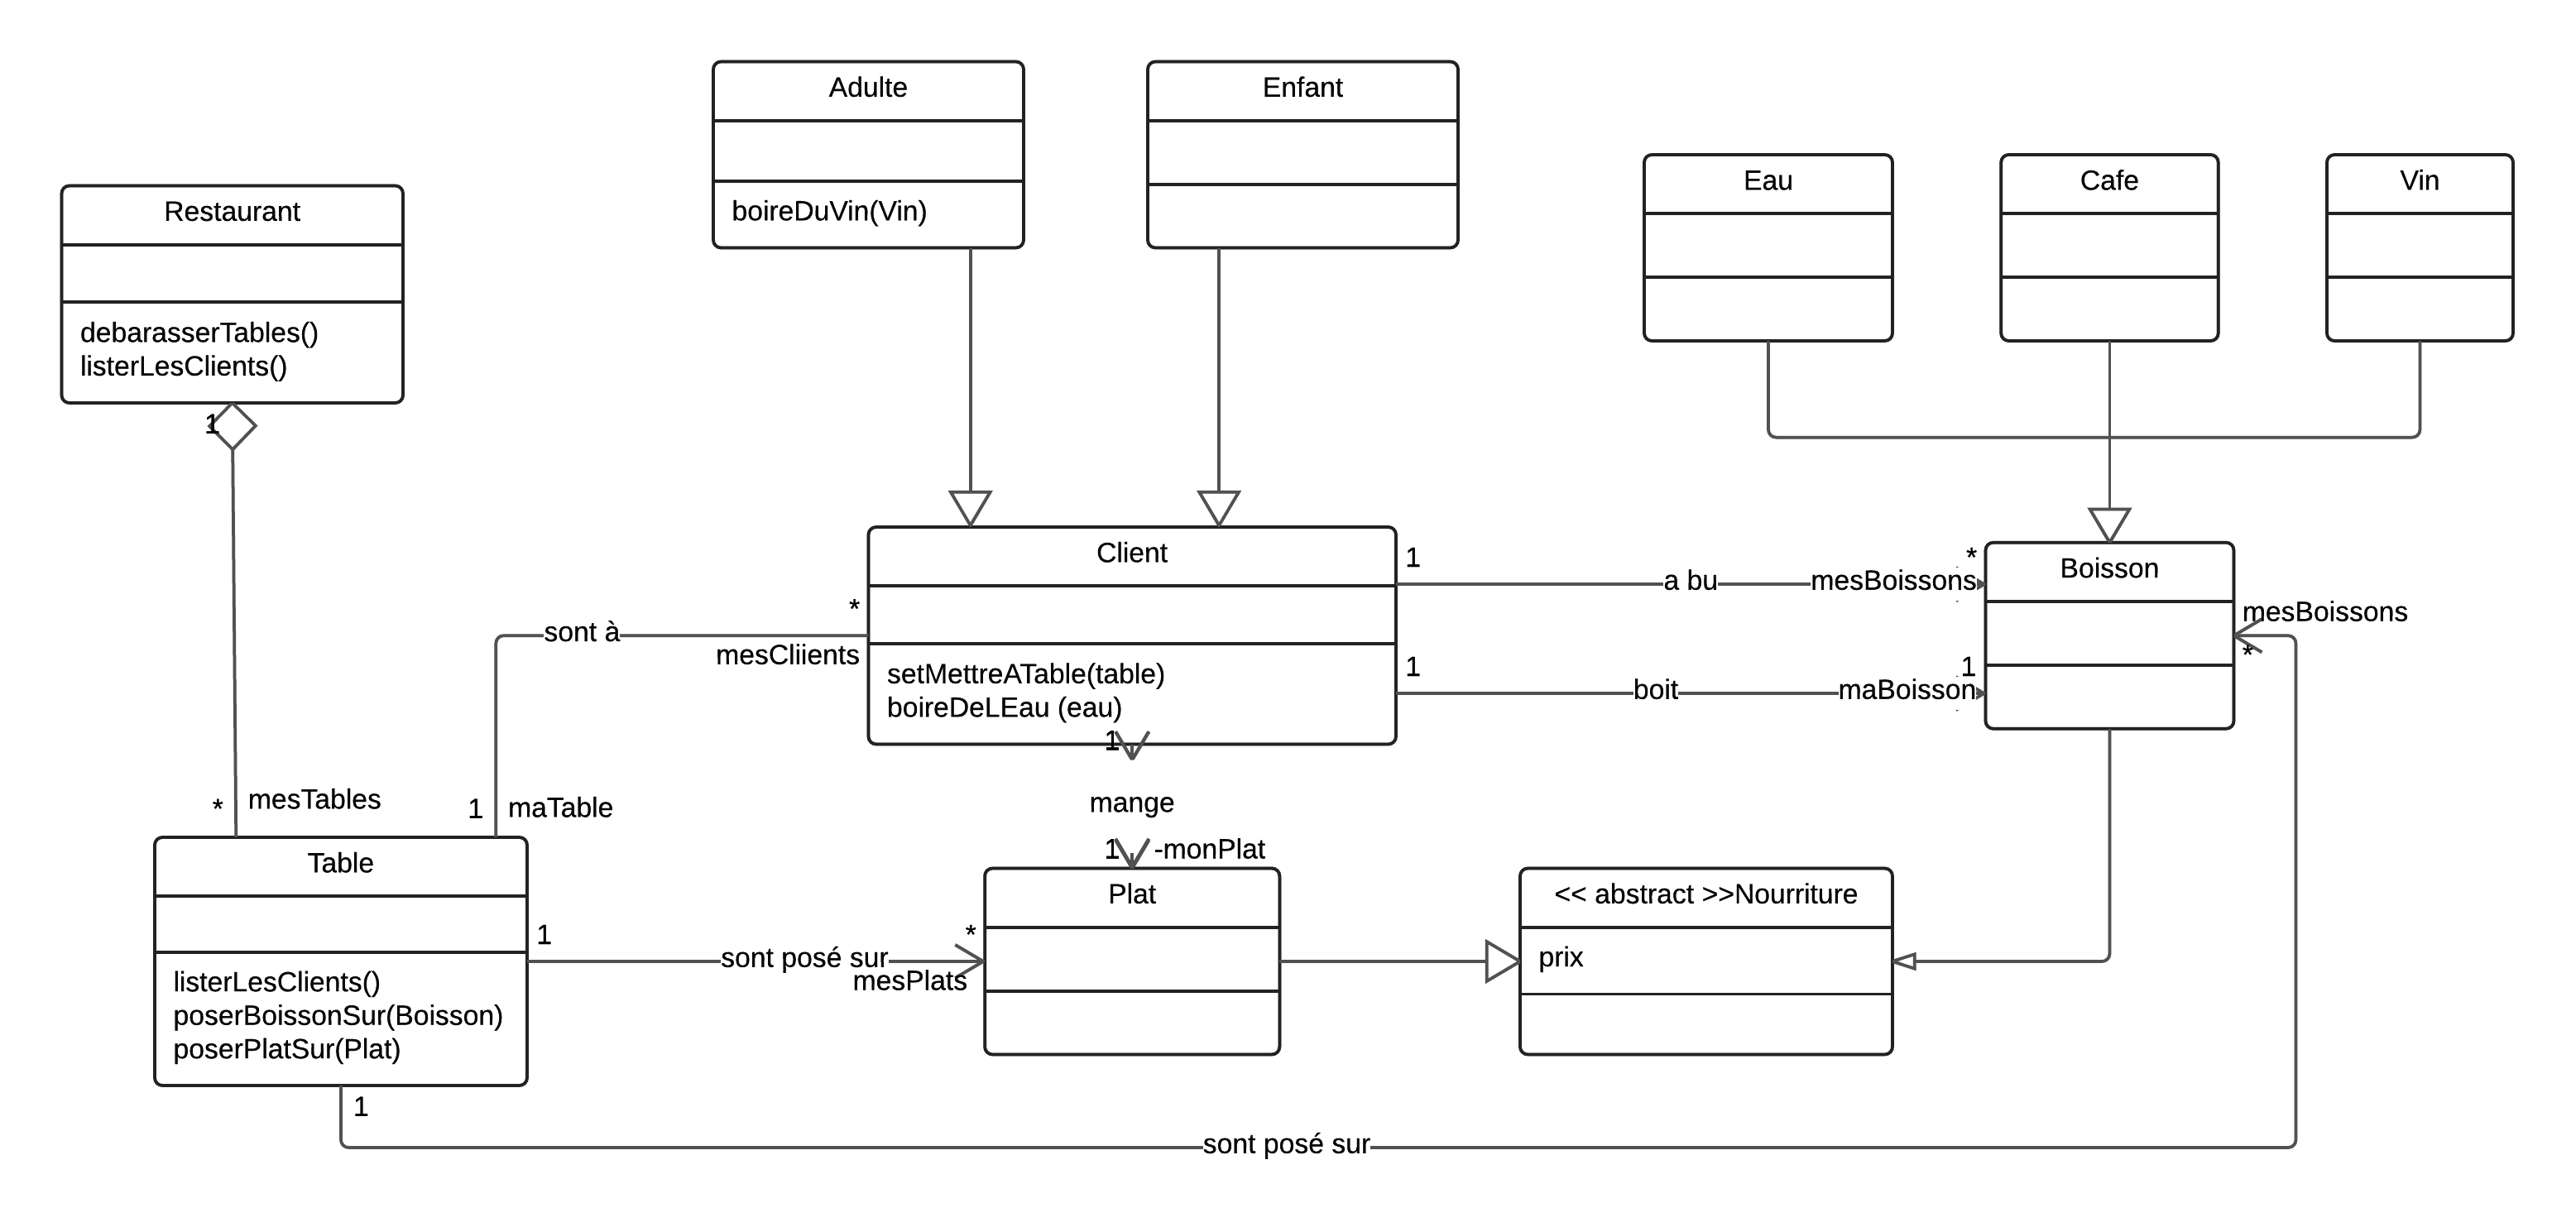 Adulte
boireDuVin(Vin)
Enfant
Eau
Cafe
Vin
Restaurant
debarasserTables()
listerLesClients()
1
*
mesTables
Client
setMettreATable(table)
boireDeLEau (eau)
*
sont à
mesCliients
1
maTable
1
a bu
*
mesBoissons
1
boit
1
maBoisson
Boisson
mesBoissons
*
1
mange
1
-monPlat
Table
listerLesClients()
poserBoissonSur(Boisson)
poserPlatSur(Plat)
1
sont posé sur
*
mesPlats
Plat
<< abstract >>Nourriture
prix
1
sont posé sur